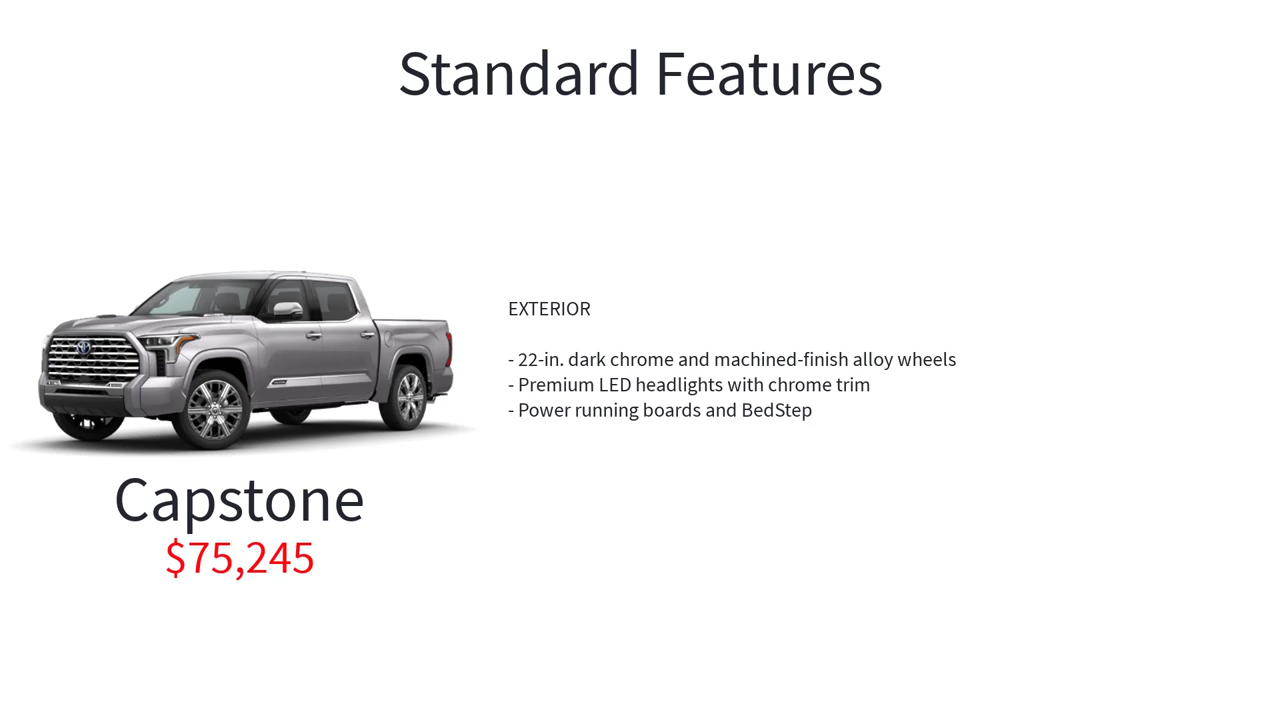 Standard Features
EXTERIOR
- 22-in. dark chrome and machined-finish alloy wheels
- Premium LED headlights with chrome trim
- Power running boards and BedStep
Capstone
$75,245